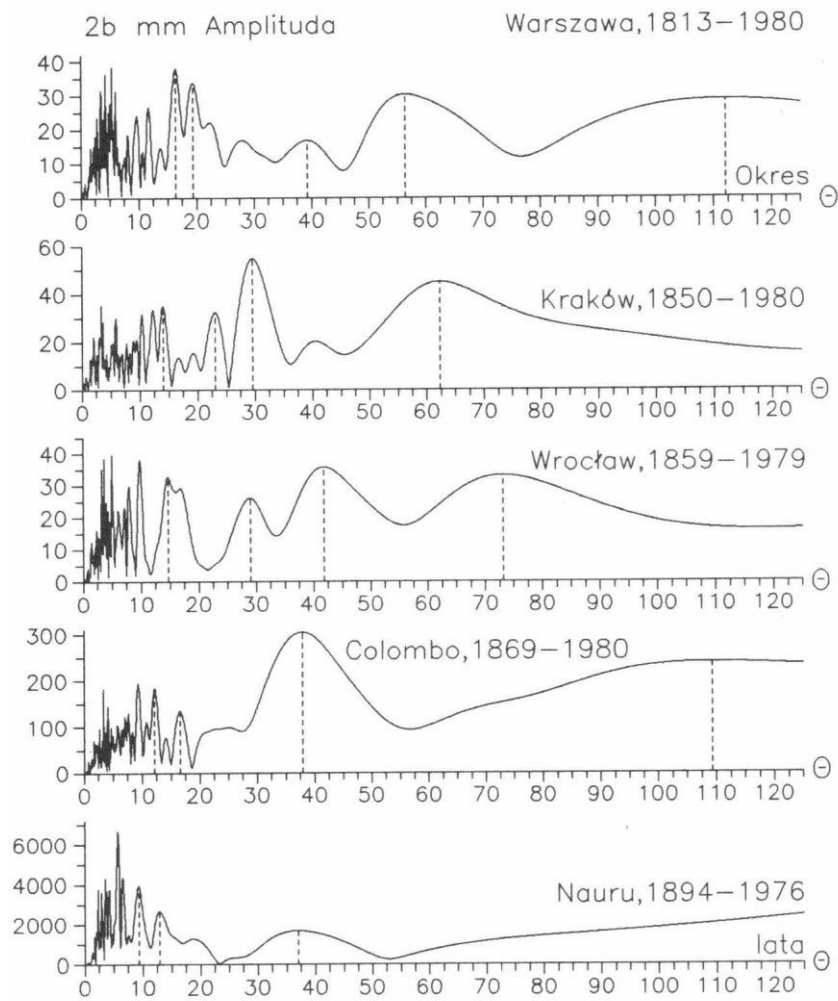 2b mm Amplituda Warszawa,1813–1980
40
30
20
10
0
Okres
0 10 20 30 40 50 60 70 80 90 100 110 120 Θ
60
40
20
0
Kraków,1850–1980
0 10 20 30 40 50 60 70 80 90 100 110 120 Θ
40
30
20
10
0
Wrocław,1859–1979
0 10 20 30 40 50 60 70 80 90 100 110 120 Θ
300
200
100
0
Colombo,1869–1980
0 10 20 30 40 50 60 70 80 90 100 110 120 Θ
6000
4000
2000
0
Nauru,1894–1976
lata
0 10 20 30 40 50 60 70 80 90 100 110 120 Θ